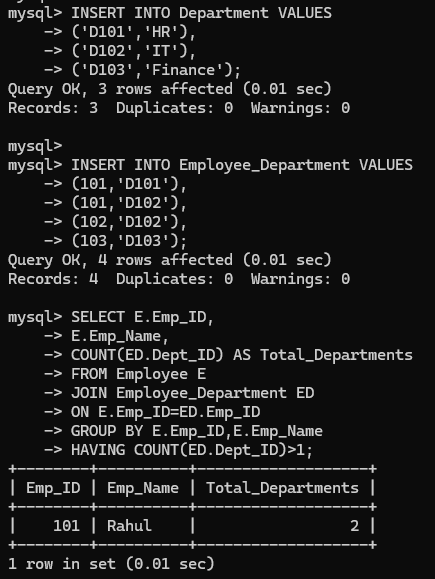 mysql> INSERT INTO Department VALUES
    -> ('D101','HR'),
    -> ('D102','IT'),
    -> ('D103','Finance');
Query OK, 3 rows affected (0.01 sec)
Records: 3  Duplicates: 0  Warnings: 0

mysql>
mysql> INSERT INTO Employee_Department VALUES
    -> (101,'D101'),
    -> (101,'D102'),
    -> (102,'D102'),
    -> (103,'D103');
Query OK, 4 rows affected (0.01 sec)
Records: 4  Duplicates: 0  Warnings: 0

mysql> SELECT E.Emp_ID,
    -> E.Emp_Name,
    -> COUNT(ED.Dept_ID) AS Total_Departments
    -> FROM Employee E
    -> JOIN Employee_Department ED
    -> ON E.Emp_ID=ED.Emp_ID
    -> GROUP BY E.Emp_ID,E.Emp_Name
    -> HAVING COUNT(ED.Dept_ID)>1;
+--------+----------+-------------------+
| Emp_ID | Emp_Name | Total_Departments |
+--------+----------+-------------------+
|    101 | Rahul    |                 2 |
+--------+----------+-------------------+
1 row in set (0.01 sec)